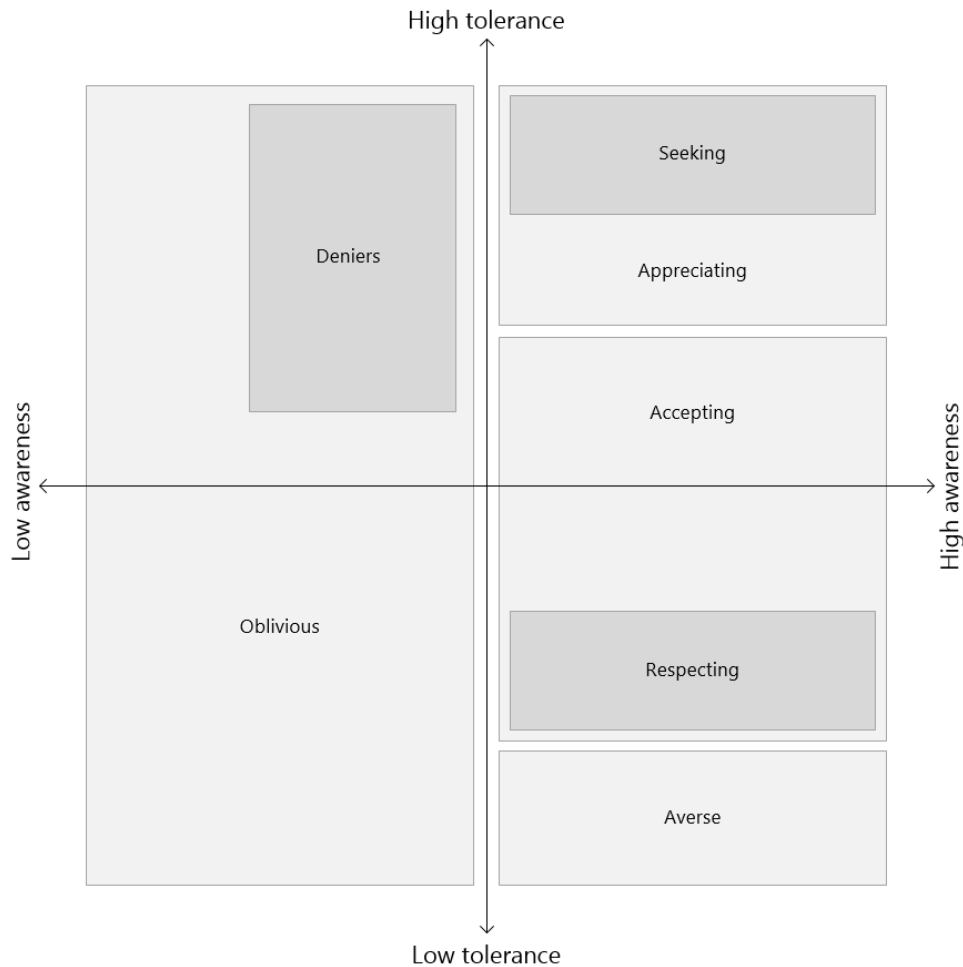 High tolerance
Seeking
Deniers
Appreciating
Accepting
Low awareness
High awareness
Oblivious
Respecting
Averse
Low tolerance